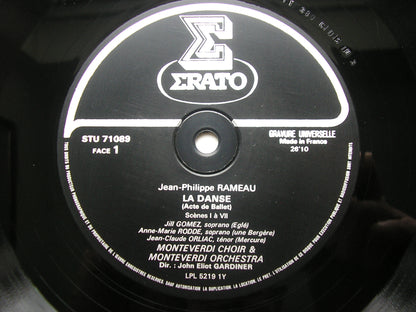 ERATO
STU 71089
FACE 1
GRAVURE UNIVERSELLE
Made in France
26'10
Jean-Philippe RAMEAU
LA DANSE
(Acte de Ballet)
Scènes I à VII
Jill GOMEZ, soprano (Eglé)
Anne-Marie RODDE, soprano (une Bergère)
Jean-Claude ORLIAC, ténor (Mercure)
MONTEVERDI CHOIR &
MONTEVERDI ORCHESTRA
Dir. : John Eliot GARDINER
LPL 5219 1Y